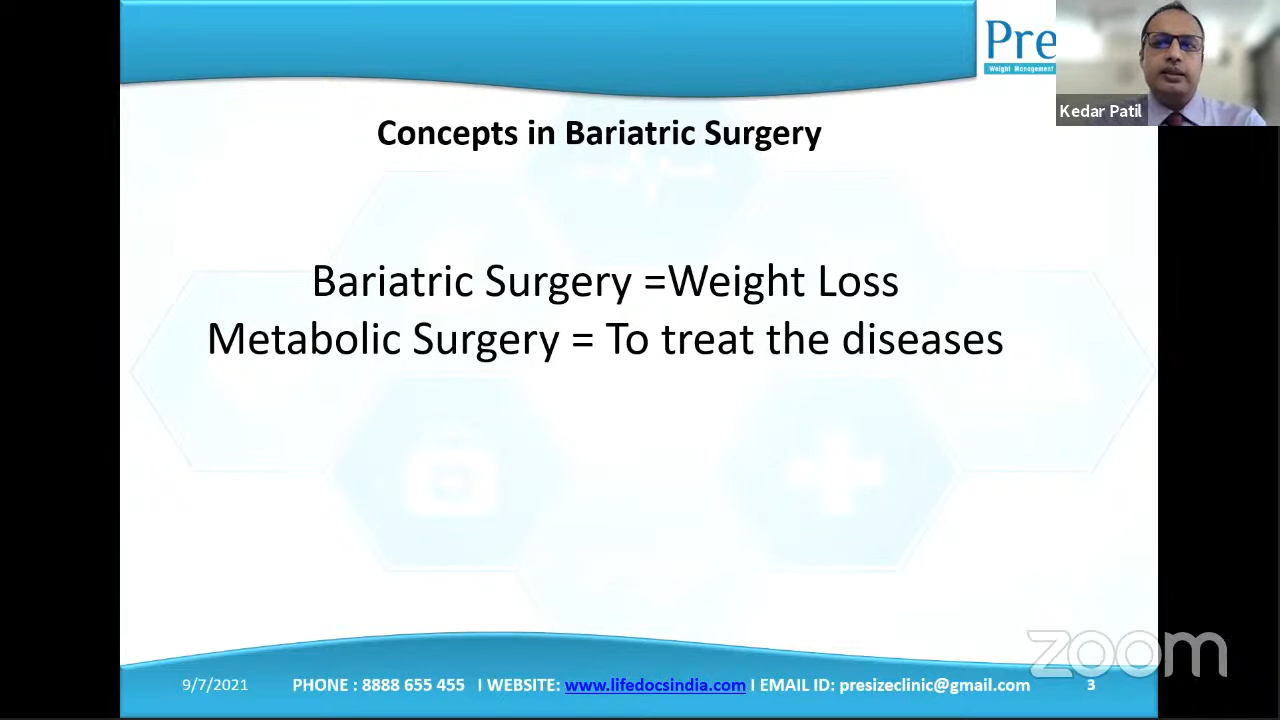 Pre
Weight Management
Kedar Patil
Concepts in Bariatric Surgery
Bariatric Surgery =Weight Loss
Metabolic Surgery = To treat the diseases
zoom
9/7/2021 PHONE : 8888 655 455 I WEBSITE: www.lifedocsindia.com I EMAIL ID: presizeclinic@gmail.com 3